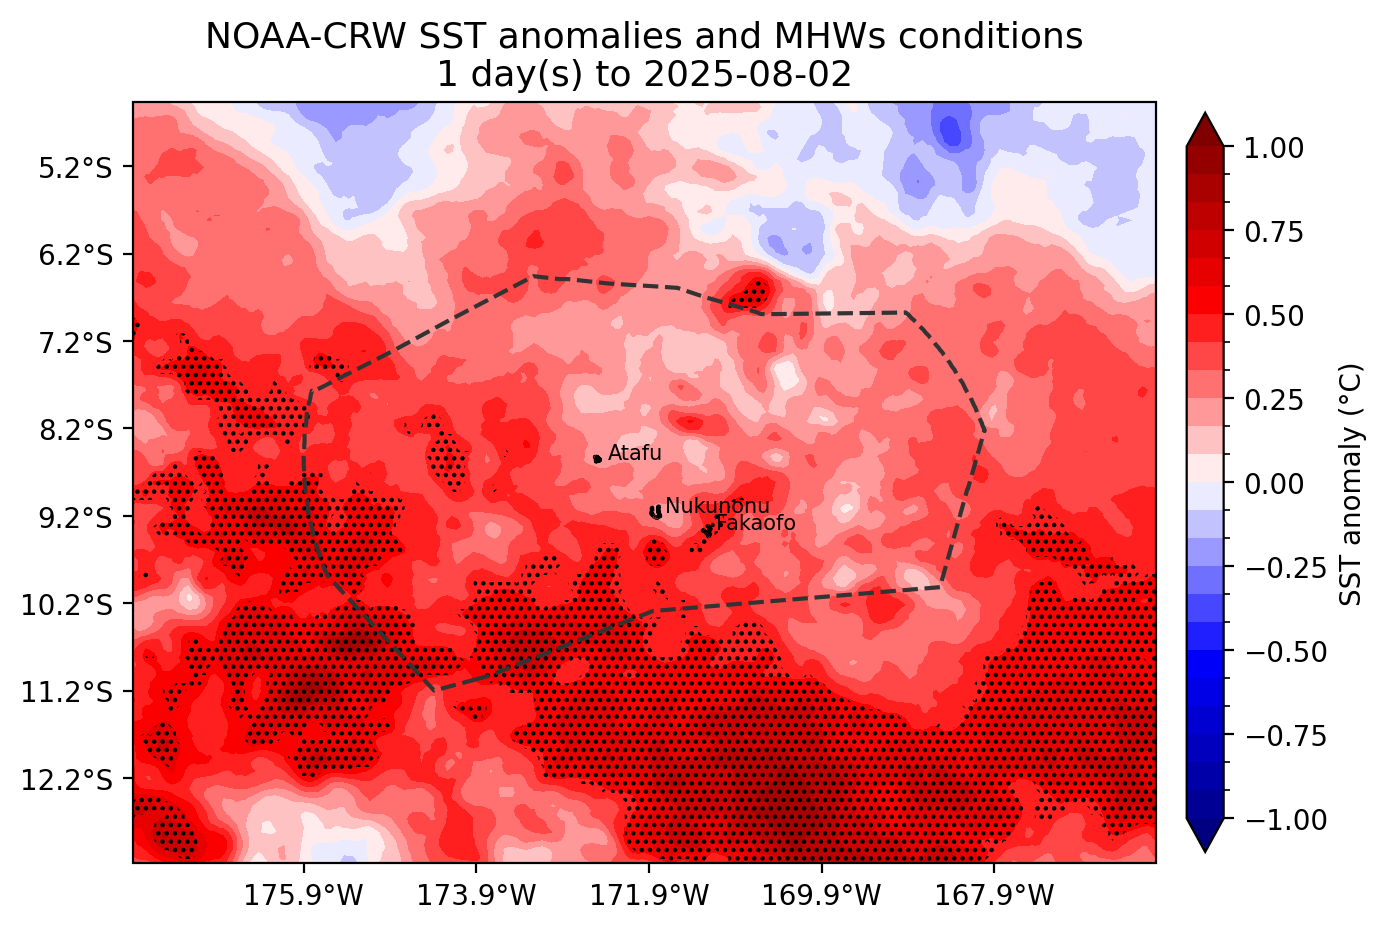 NOAA-CRW SST anomalies and MHWs conditions
1 day(s) to 2025-08-02
5.2°S
6.2°S
7.2°S
8.2°S
9.2°S
10.2°S
11.2°S
12.2°S
175.9°W
173.9°W
171.9°W
169.9°W
167.9°W
Atafu
Nukunonu
Fakaofo
1.00
0.75
0.50
0.25
0.00
−0.25
−0.50
−0.75
−1.00
SST anomaly (°C)